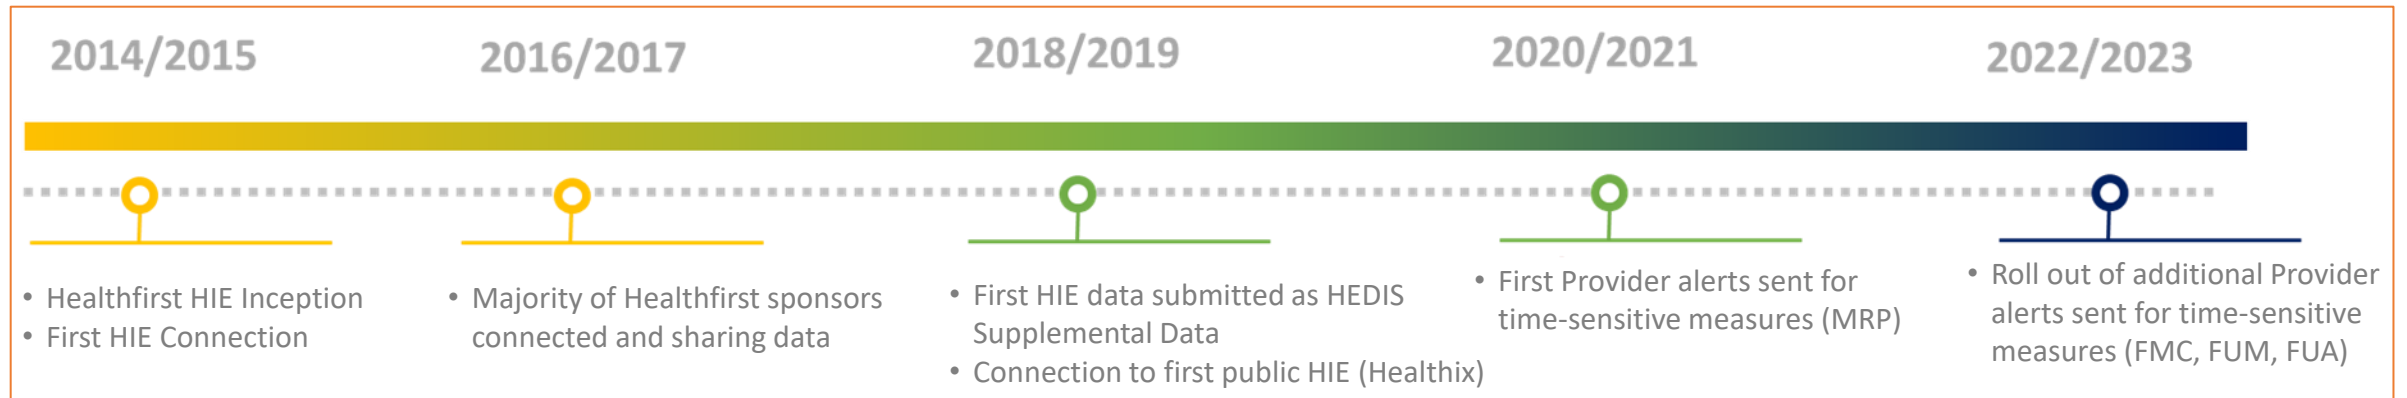 2014/2015
2016/2017
2018/2019
2020/2021
2022/2023
• Healthfirst HIE Inception
• First HIE Connection
• Majority of Healthfirst sponsors
connected and sharing data
• First HIE data submitted as HEDIS
Supplemental Data
• Connection to first public HIE (Healthix)
• First Provider alerts sent for
time-sensitive measures (MRP)
• Roll out of additional Provider
alerts sent for time-sensitive
measures (FMC, FUM, FUA)